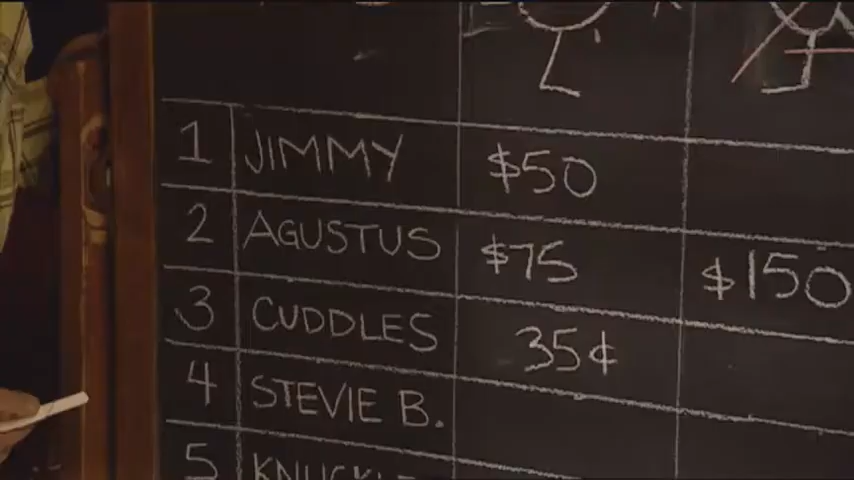 1 JIMMY $50
2 AGUSTUS $75 $150
3 CUDDLES 35¢
4 STEVIE B.
5